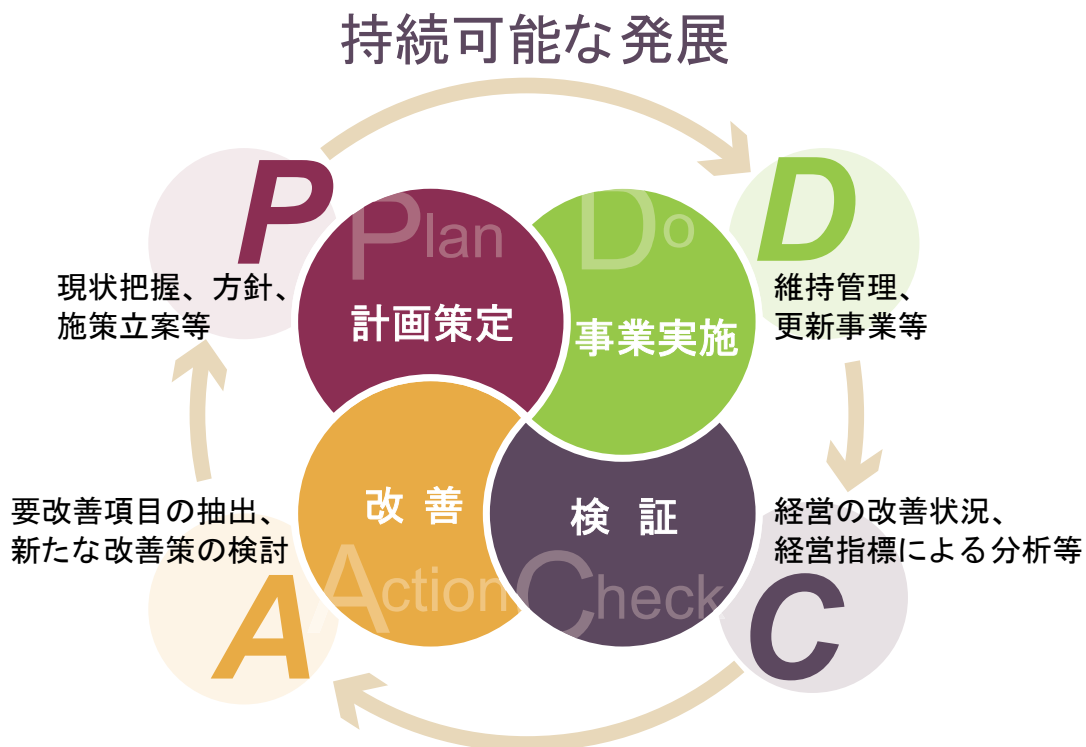 持続可能な発展
P
現状把握、方針、
施策立案等
Plan
計画策定
Do
事業実施
D
維持管理、
更新事業等
要改善項目の抽出、
新たな改善策の検討
A
改 善
Action
検 証
Check
経営の改善状況、
経営指標による分析等
C